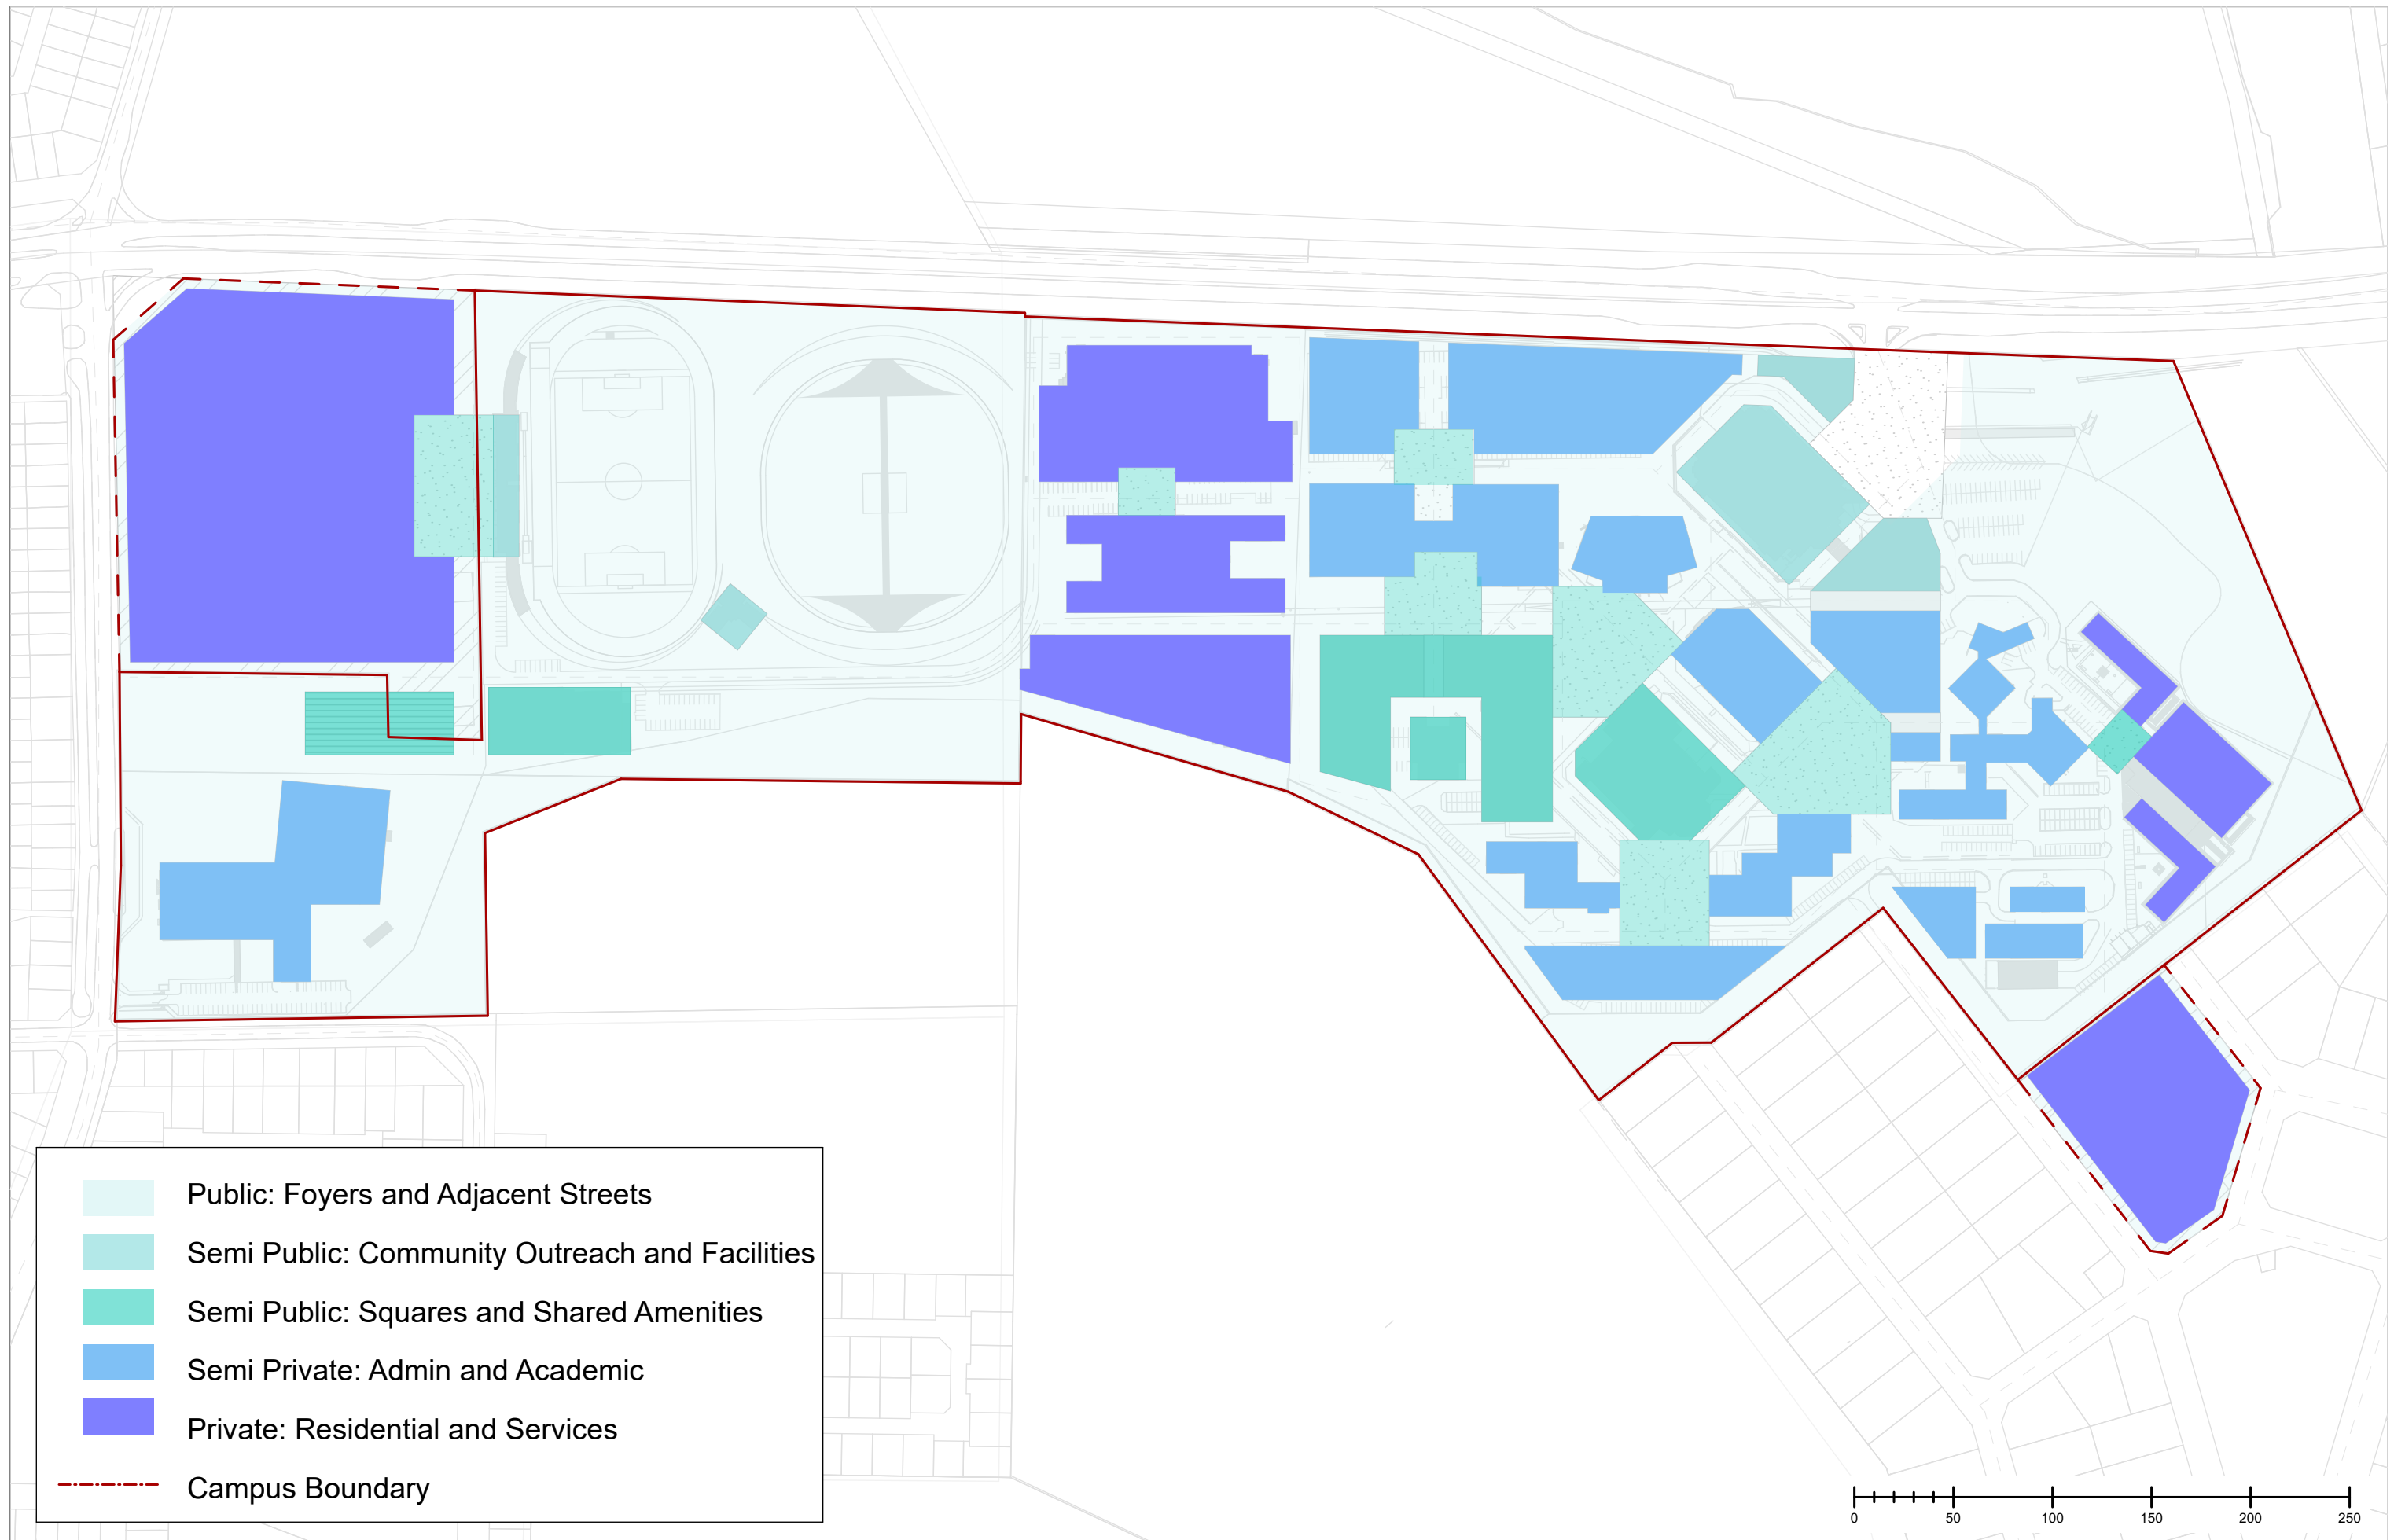 Public: Foyers and Adjacent Streets
Semi Public: Community Outreach and Facilities
Semi Public: Squares and Shared Amenities
Semi Private: Admin and Academic
Private: Residential and Services
Campus Boundary
0 50 100 150 200 250